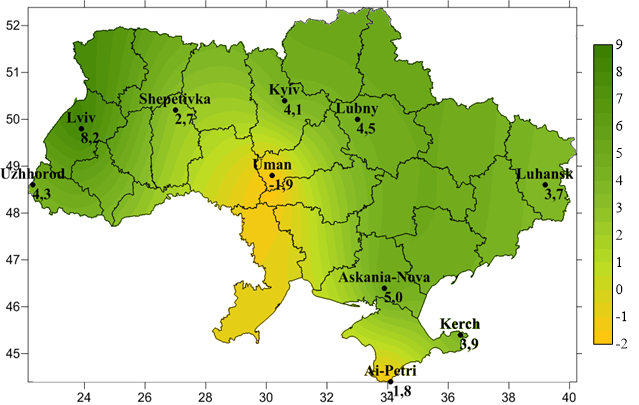 52
51
50
49
48
47
46
45
24 26 28 30 32 34 36 38 40
Lviv
8,2
Shepetivka
2,7
Kyiv
4,1
Lubny
4,5
Uzhhorod
4,3
Uman
-1,9
Luhansk
3,7
Askania-Nova
5,0
Kerch
3,9
Ai-Petri
-1,8
9
8
7
6
5
4
3
2
1
0
-1
-2